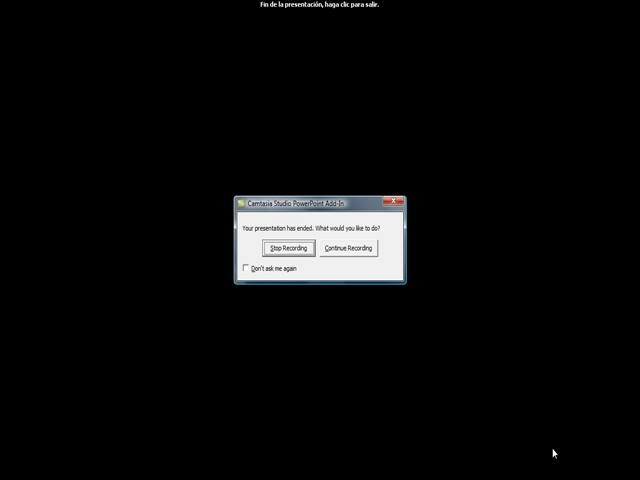 Fin de la presentación, haga clic para salir.
Camtasia Studio PowerPoint Add-In
Your presentation has ended. What would you like to do?
Stop Recording
Continue Recording
Don't ask me again